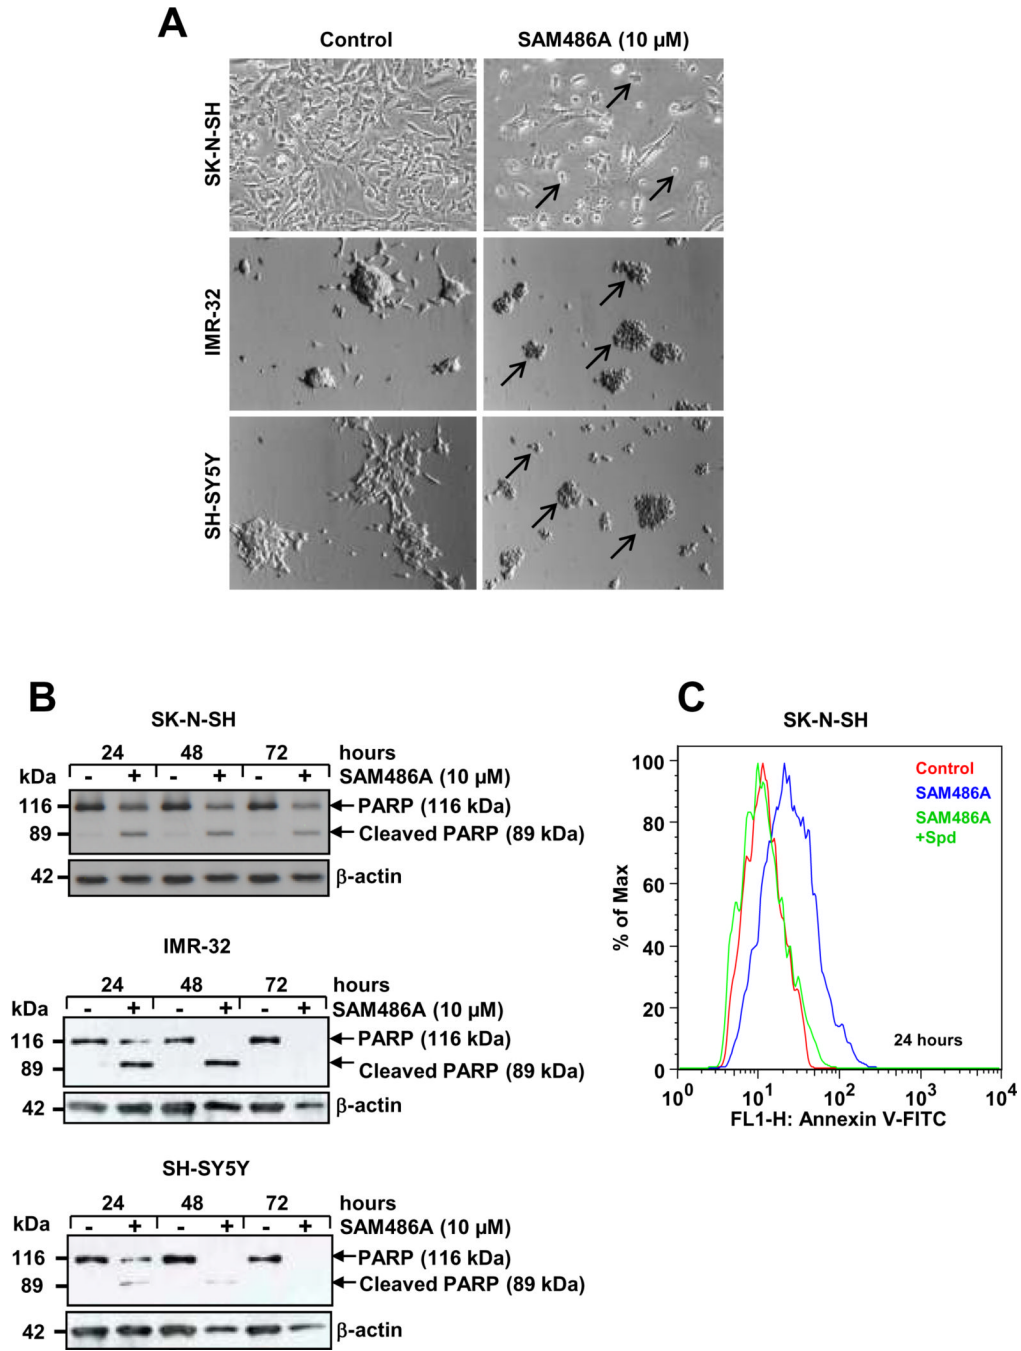 A
Control SAM486A (10 µM)
SK-N-SH
IMR-32
SH-SY5Y
B
SK-N-SH
24 48 72 hours
kDa - + - + - + SAM486A (10 µM)
116 PARP (116 kDa)
89 Cleaved PARP (89 kDa)
42 β-actin
IMR-32
24 48 72 hours
kDa - + - + - + SAM486A (10 µM)
116 PARP (116 kDa)
89 Cleaved PARP (89 kDa)
42 β-actin
SH-SY5Y
24 48 72 hours
kDa - + - + - + SAM486A (10 µM)
116 PARP (116 kDa)
89 Cleaved PARP (89 kDa)
42 β-actin
C
SK-N-SH
100
80
60
40
20
0
% of Max
Control
SAM486A
SAM486A
+Spd
24 hours
10⁰ 10¹ 10² 10³ 10⁴
FL1-H: Annexin V-FITC